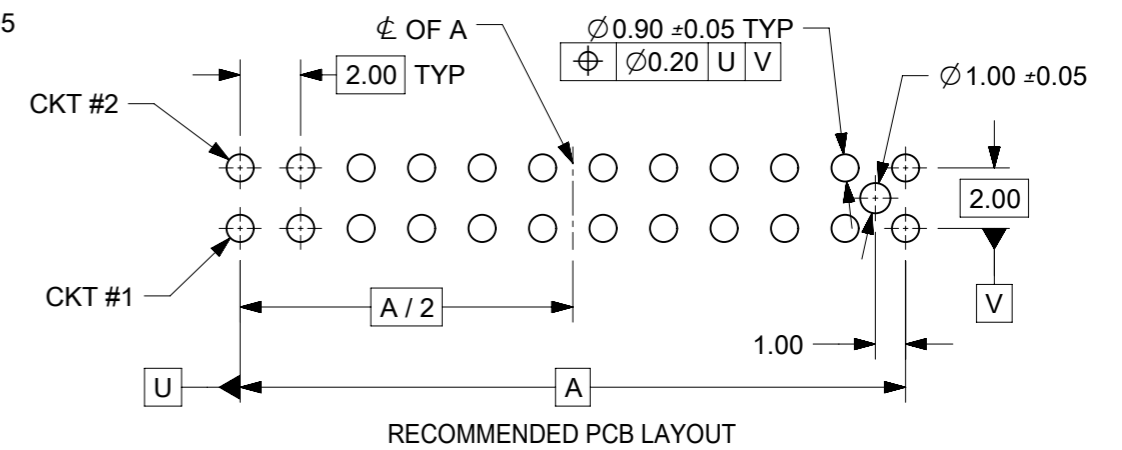 5
℄ OF A
∅0.90 ±0.05 TYP
⌖ ∅0.20 U V
2.00 TYP
∅1.00 ±0.05
CKT #2
2.00
CKT #1
A / 2
V
1.00
U
A
RECOMMENDED PCB LAYOUT